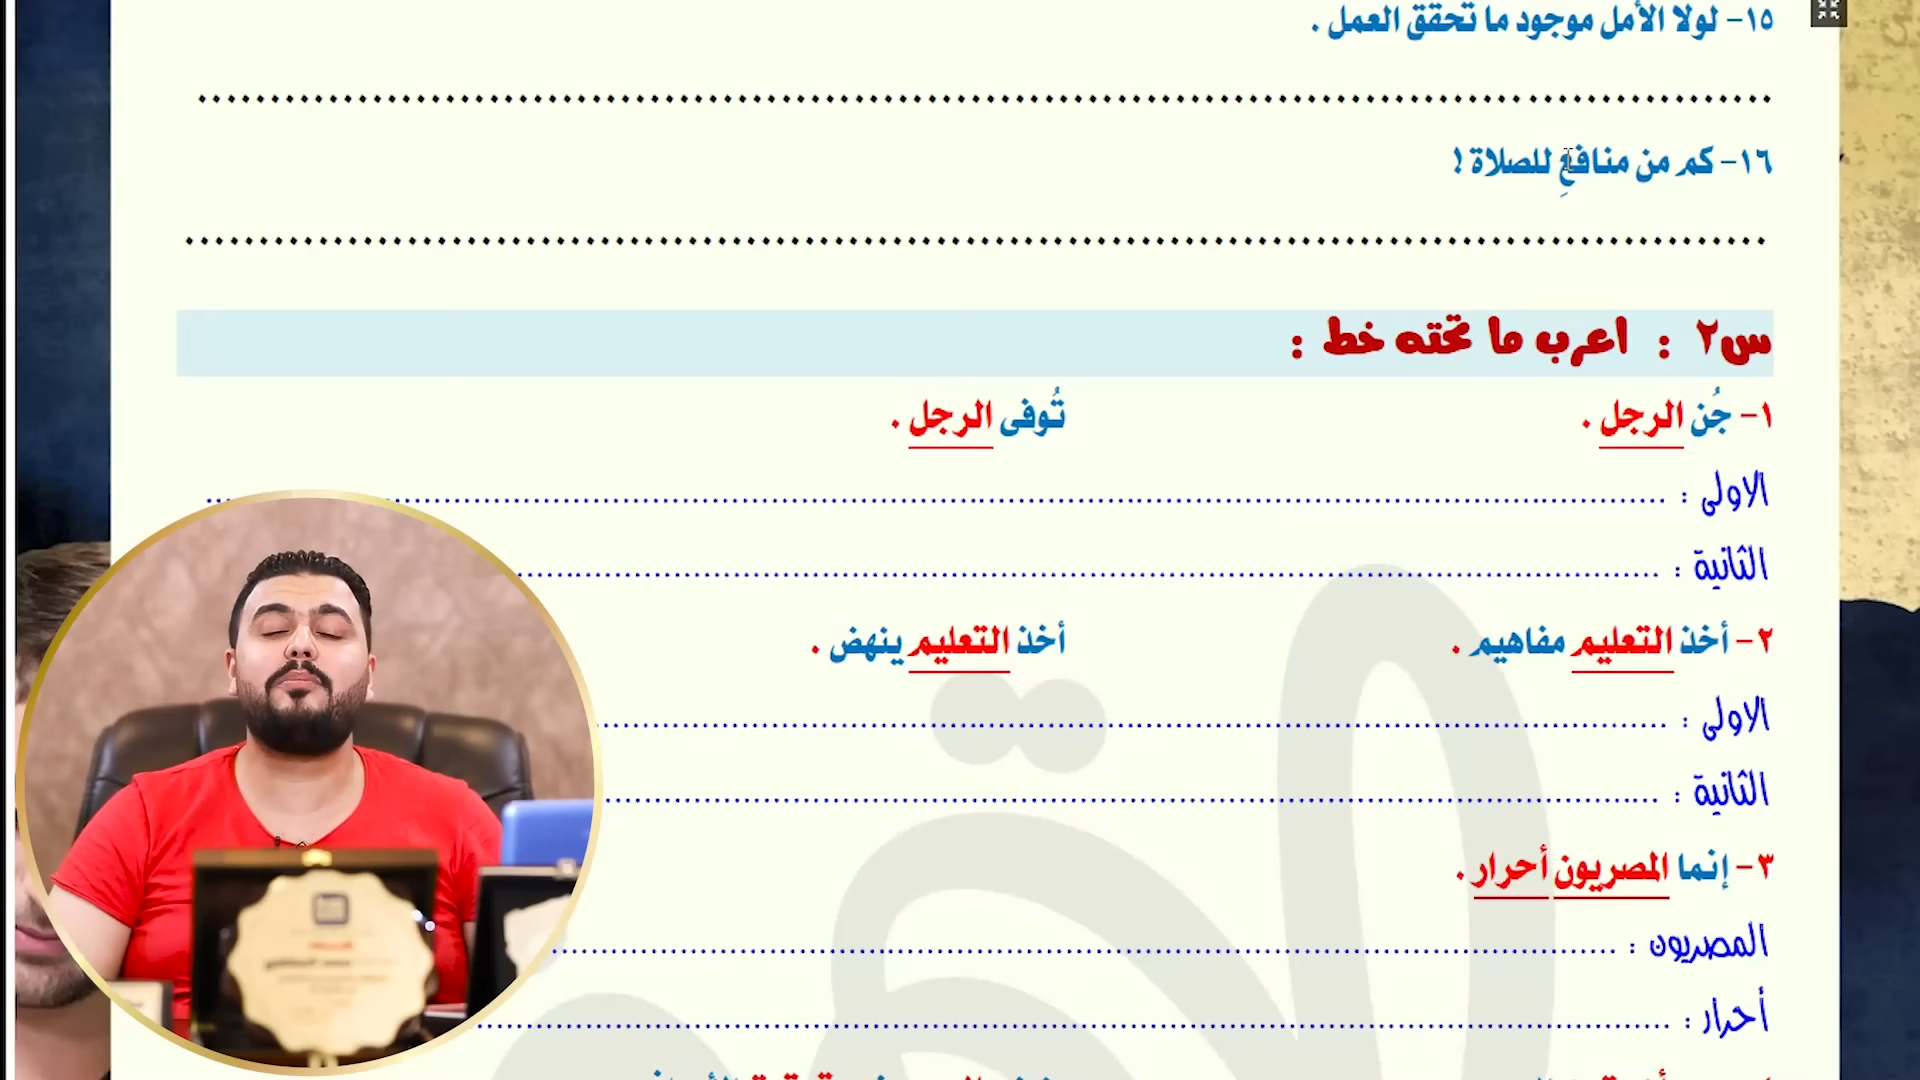 ١٥- لولا الأمل موجود ما تحقق العمل .
١٦- كم من منافعِ للصلاة !
س٢ : اعرب ما تحته خط :
١- جُن الرجل . تُوفى الرجل .
الاولى :
الثانية :
٢- أخذ التعليم مفاهيم . أخذ التعليم ينهض .
الاولى :
الثانية :
٣- إنما المصريون أحرار .
المصريون :
أحرار :